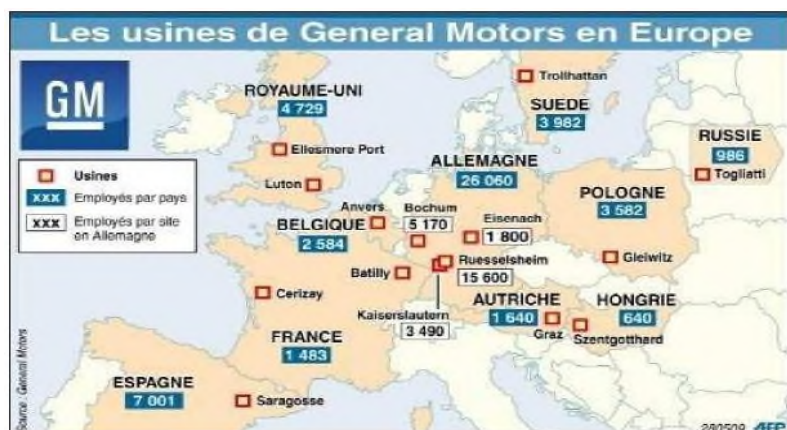 Les usines de General Motors en Europe
GM
Usines
XXX Employés par pays
XXX Employés par site
en Allemagne
ROYAUME-UNI
4 729
Ellesmere Port
Luton
Trollhattan
SUEDE
3 982
RUSSIE
986
Togliatti
ALLEMAGNE
26 060
POLOGNE
3 582
Gleiwitz
Anvers
BELGIQUE
2 584
Bochum
5 170
Eisenach
1 800
Ruesselsheim
15 600
Kaiserslautern
3 490
Batilly
Cerizay
FRANCE
1 483
AUTRICHE
1 640
Graz
HONGRIE
640
Szentgotthard
ESPAGNE
7 001
Saragosse
Source : General Motors
280509 AFP